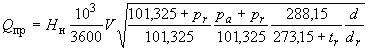 Qпр = Hн 10³/3600 V √((101,325 + pᵣ)/101,325 · (pₐ + pᵣ)/101,325 · 288,15/(273,15 + tᵣ) · d/dᵣ)